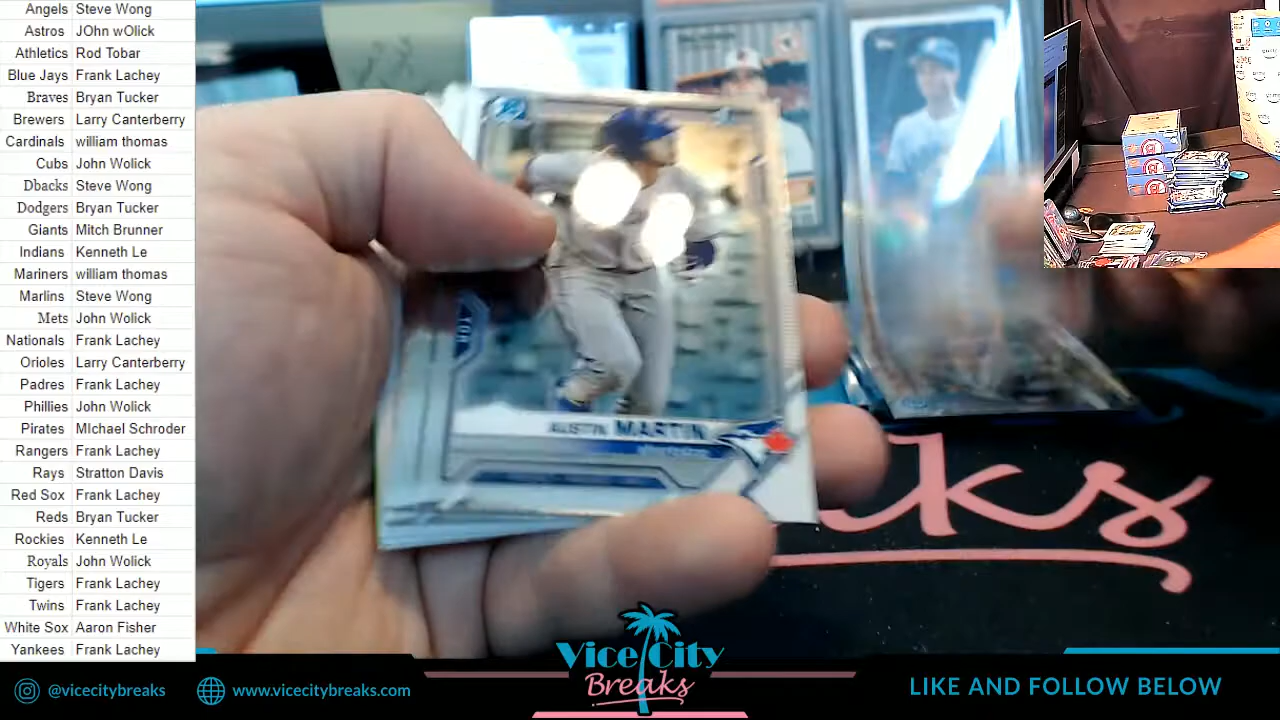 Angels Steve Wong
Astros JOhn wOlick
Athletics Rod Tobar
Blue Jays Frank Lachey
Braves Bryan Tucker
Brewers Larry Canterberry
Cardinals william thomas
Cubs John Wolick
Dbacks Steve Wong
Dodgers Bryan Tucker
Giants Mitch Brunner
Indians Kenneth Le
Mariners william thomas
Marlins Steve Wong
Mets John Wolick
Nationals Frank Lachey
Orioles Larry Canterberry
Padres Frank Lachey
Phillies John Wolick
Pirates MIchael Schroder
Rangers Frank Lachey
Rays Stratton Davis
Red Sox Frank Lachey
Reds Bryan Tucker
Rockies Kenneth Le
Royals John Wolick
Tigers Frank Lachey
Twins Frank Lachey
White Sox Aaron Fisher
Yankees Frank Lachey
TOR
AUSTIN MARTIN
ks
@vicecitybreaks
www.vicecitybreaks.com
Vice City
Breaks
LIKE AND FOLLOW BELOW